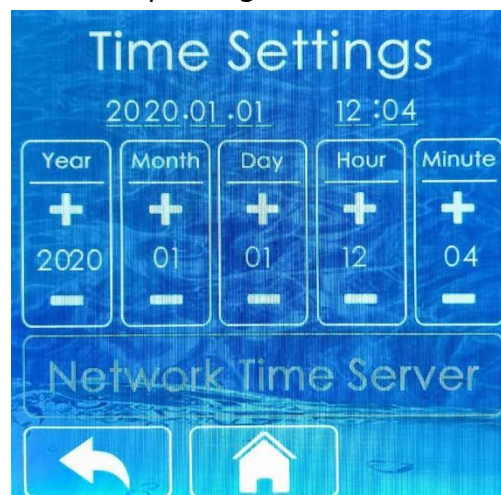 Time Settings
2020.01.01 12:04
Year Month Day Hour Minute
+ + + + +
2020 01 01 12 04
- - - - -
Network Time Server